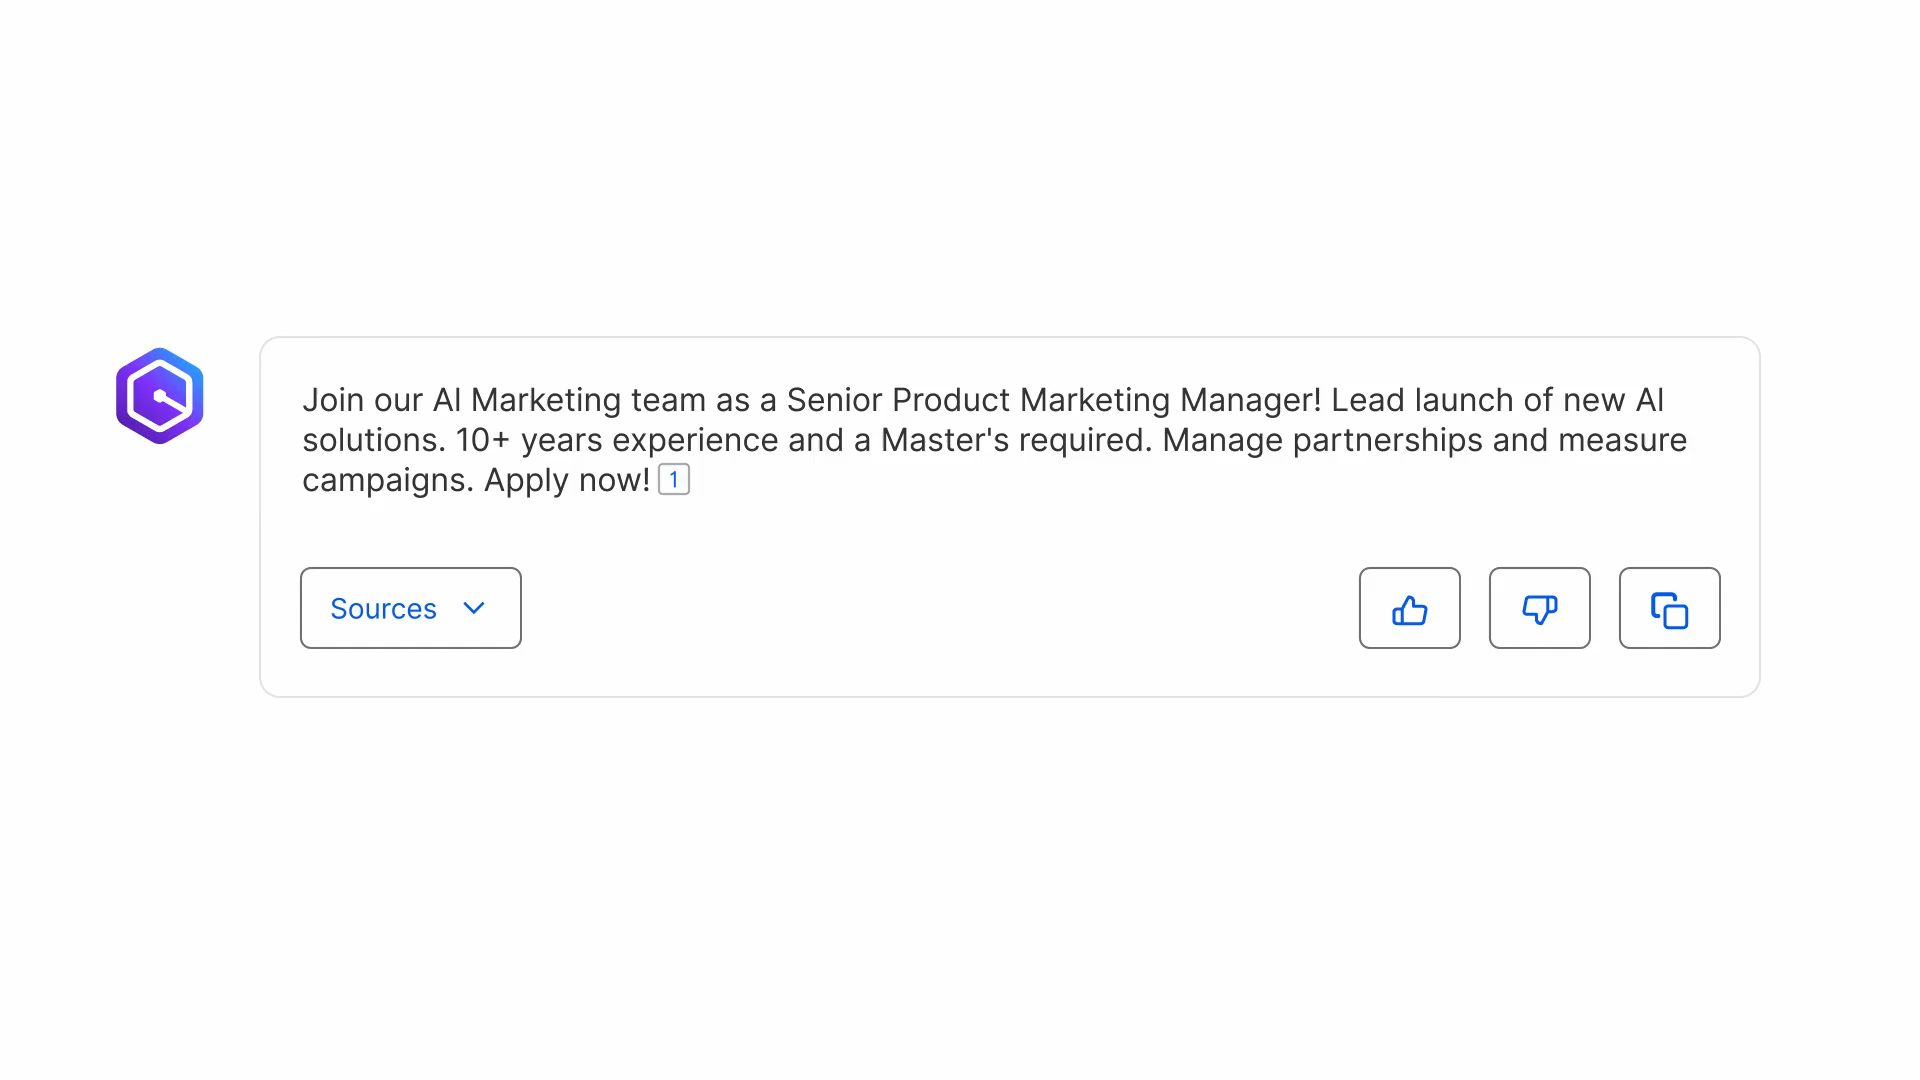 Join our AI Marketing team as a Senior Product Marketing Manager! Lead launch of new AI
solutions. 10+ years experience and a Master's required. Manage partnerships and measure
campaigns. Apply now! 1
Sources